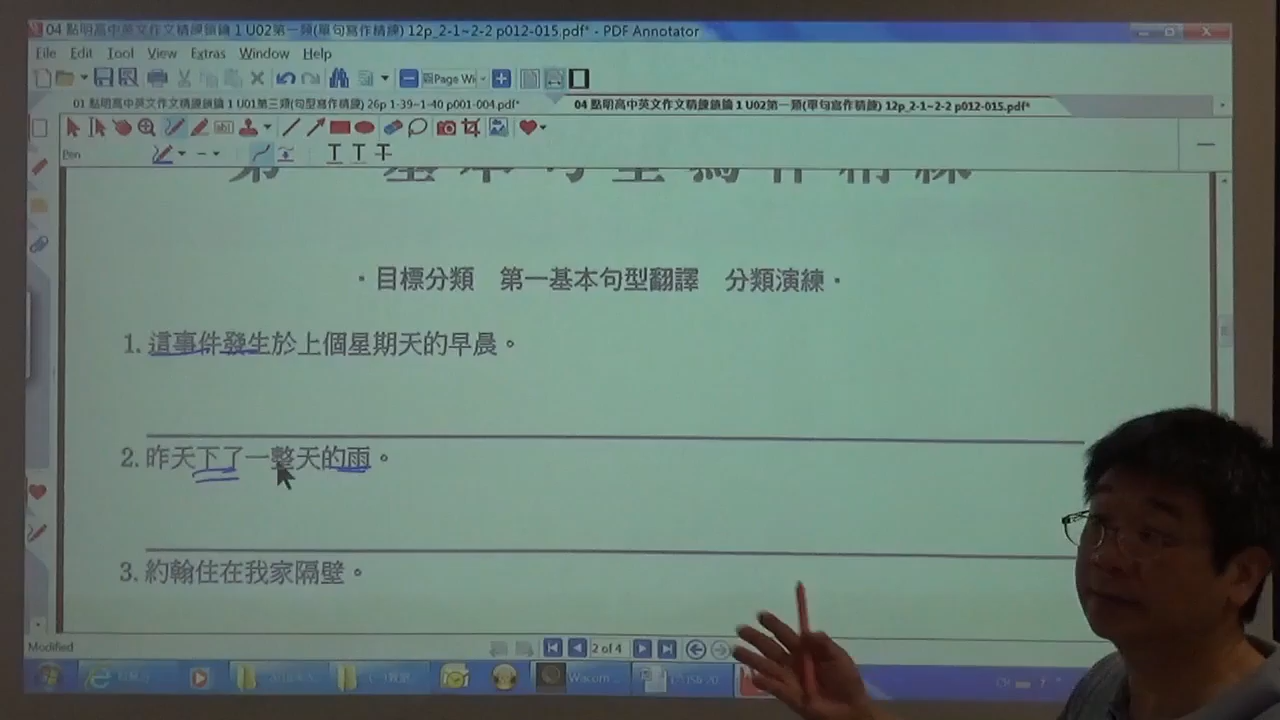 04 點明高中英文作文精鍊鎖鑰 1 U02第一類(單句寫作精練) 12p_2-1~2-2 p012-015.pdf* - PDF Annotator
File Edit Tool View Extras Window Help
Page Wi
01 點明高中英文作文精鍊鎖鑰 1 U01第三類(句型寫作精練) 26p 1-39~1-40 p001-004.pdf*
04 點明高中英文作文精鍊鎖鑰 1 U02第一類(單句寫作精練) 12p_2-1~2-2 p012-015.pdf*
Pen
‧目標分類 第一基本句型翻譯 分類演練‧
1. 這事件發生於上個星期天的早晨。
2. 昨天下了一整天的雨。
3. 約翰住在我家隔壁。
Modified
2 of 4
Wacom...
CH